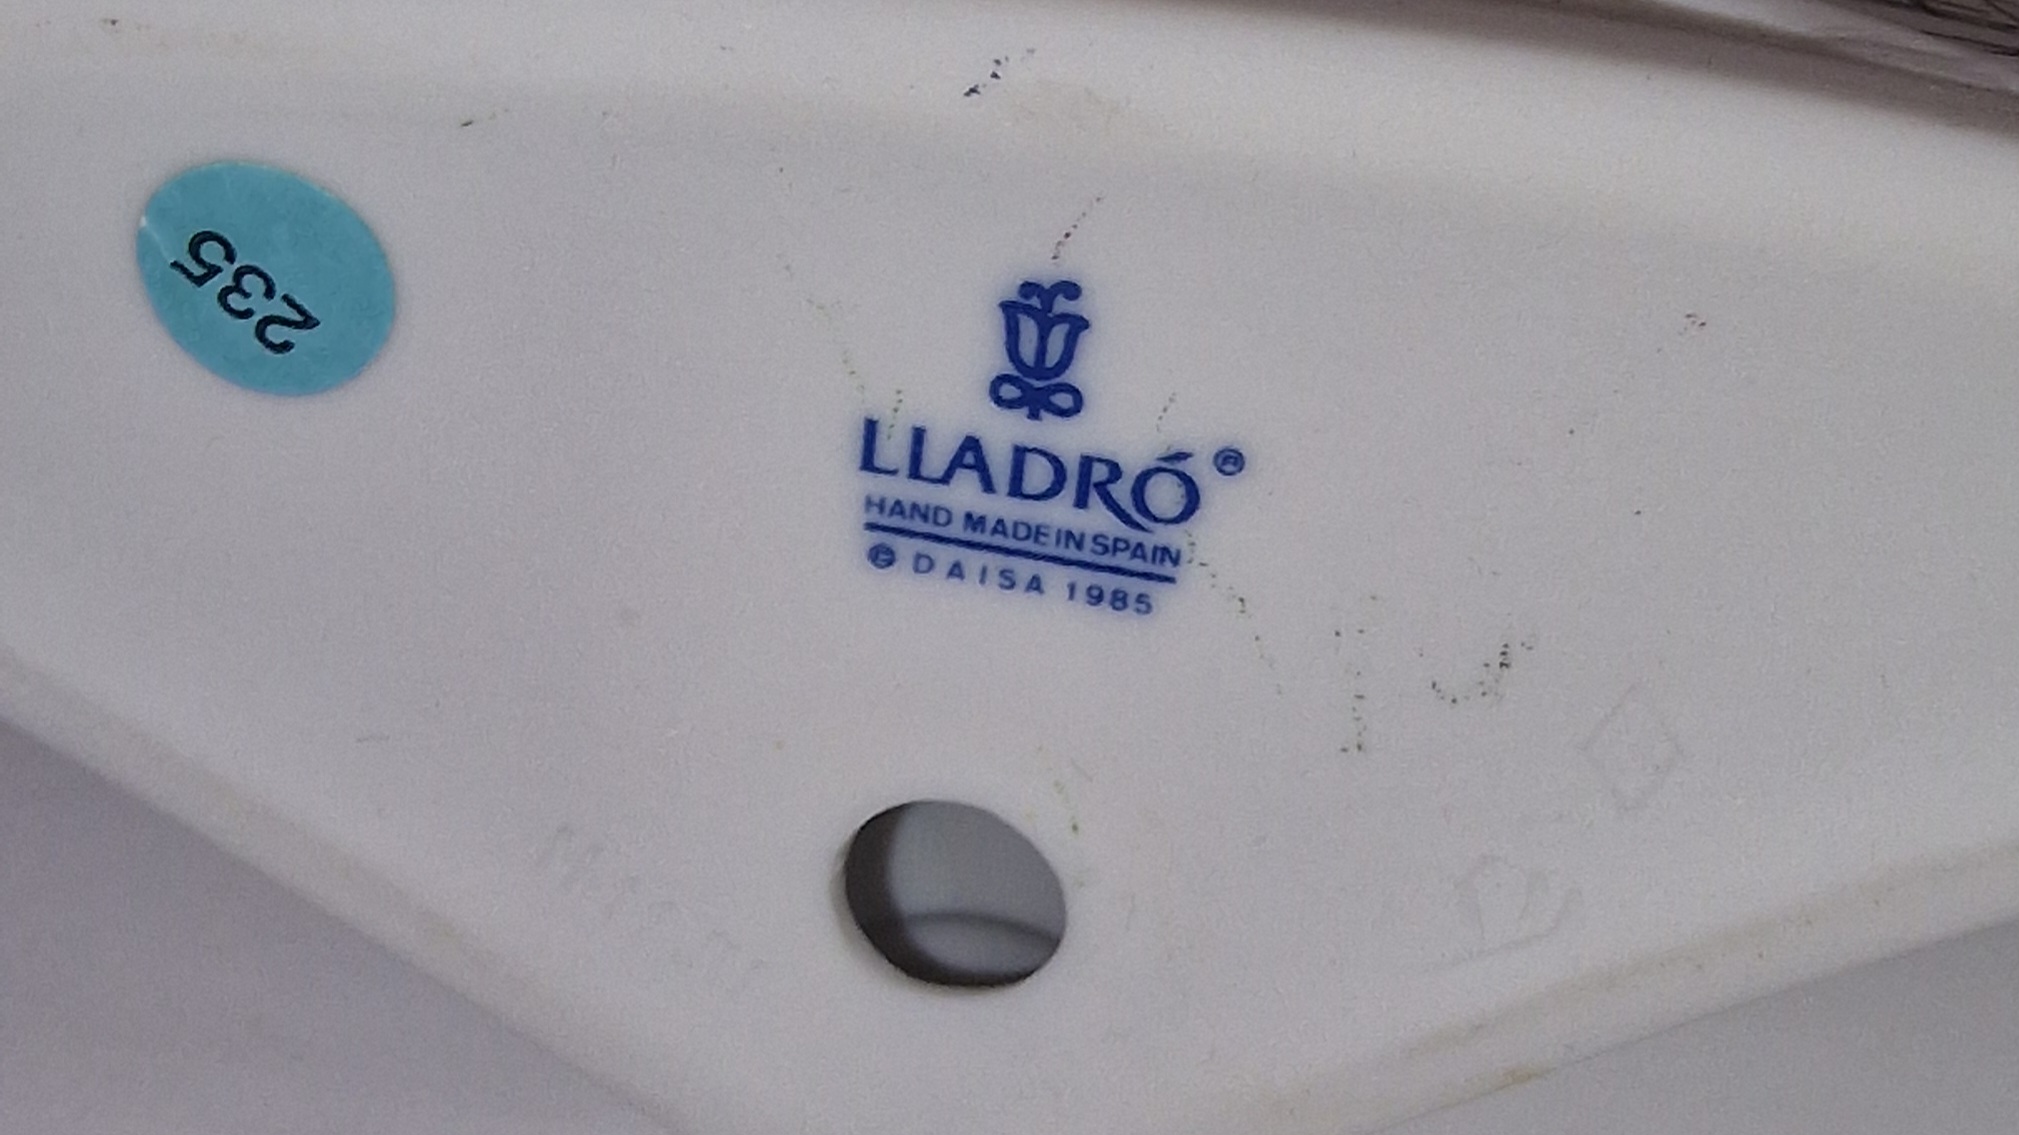 235
LLADRÓ®
HAND MADE IN SPAIN
© DAISA 1985